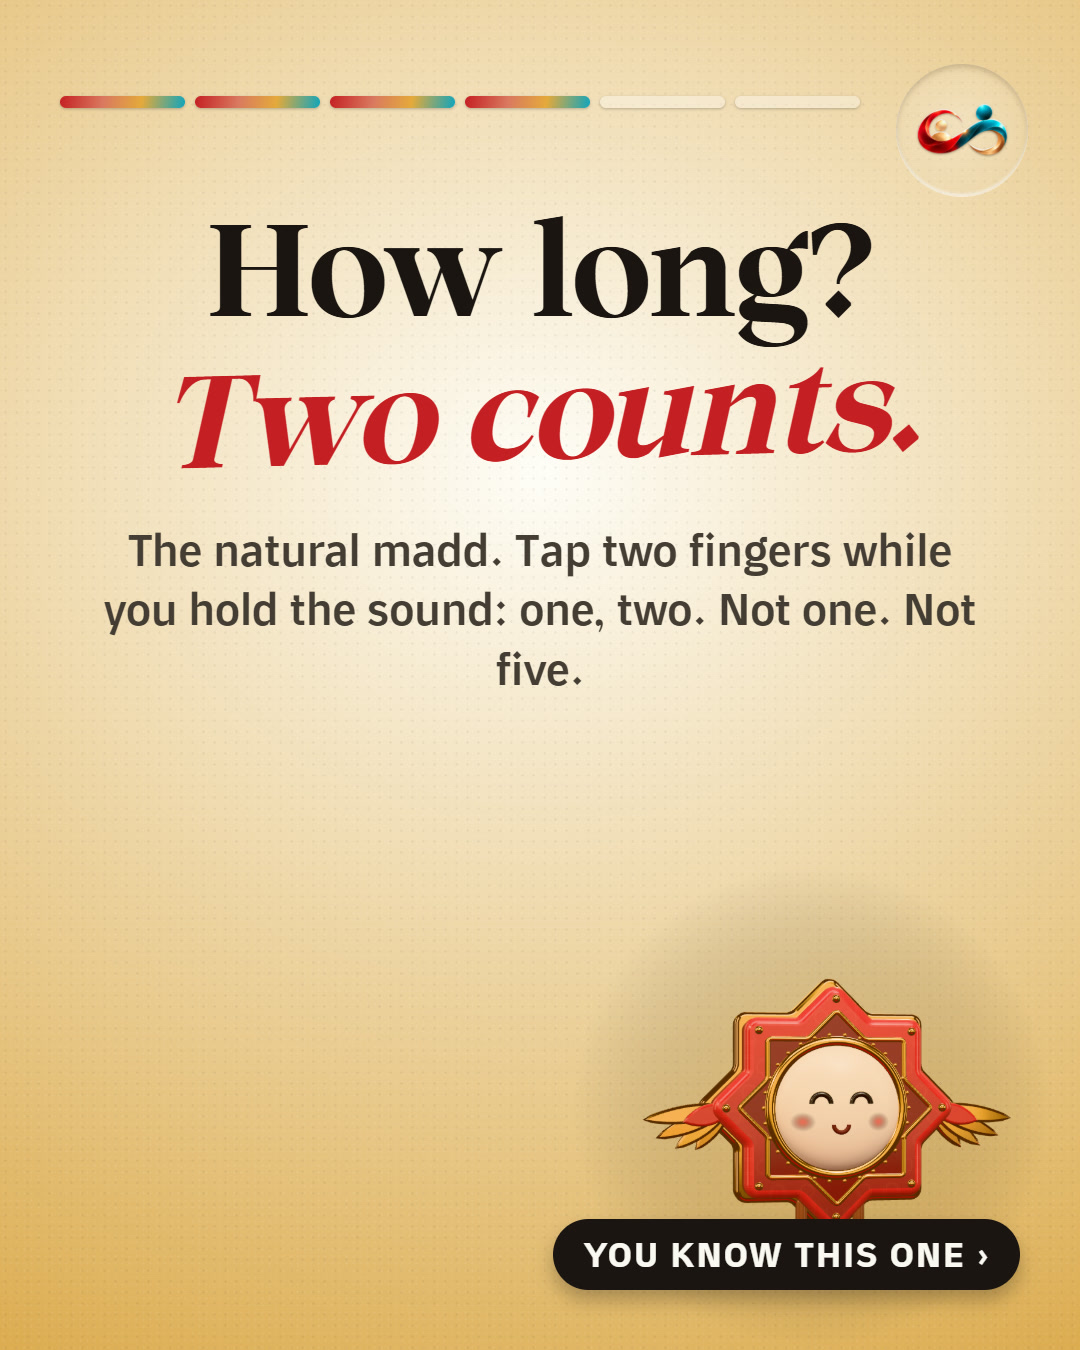 How long?
Two counts.
The natural madd. Tap two fingers while
you hold the sound: one, two. Not one. Not
five.
YOU KNOW THIS ONE ›